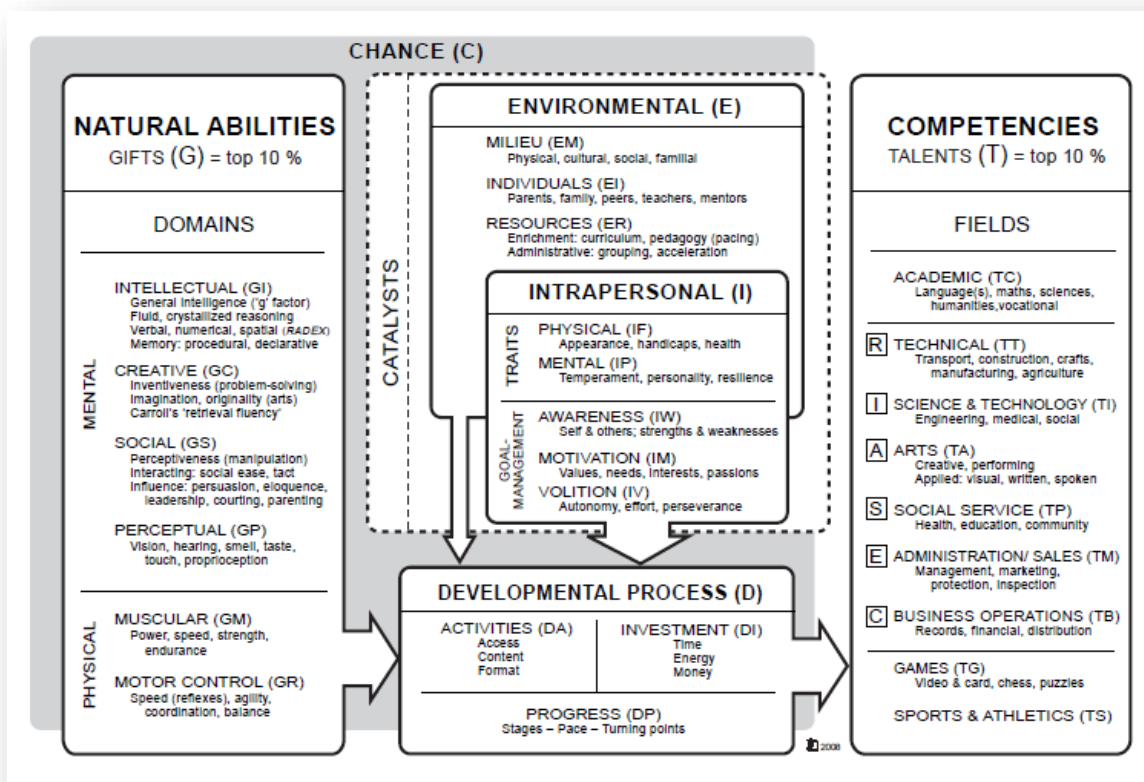 CHANCE (C)
NATURAL ABILITIES
GIFTS (G) = top 10 %
DOMAINS
MENTAL
INTELLECTUAL (GI)
General intelligence ('g' factor)
Fluid, crystallized reasoning
Verbal, numerical, spatial (RADEX)
Memory: procedural, declarative
CREATIVE (GC)
Inventiveness (problem-solving)
Imagination, originality (arts)
Carroll's 'retrieval fluency'
SOCIAL (GS)
Perceptiveness (manipulation)
Interacting: social ease, tact
Influence: persuasion, eloquence,
leadership, courting, parenting
PERCEPTUAL (GP)
Vision, hearing, smell, taste,
touch, proprioception
PHYSICAL
MUSCULAR (GM)
Power, speed, strength,
endurance
MOTOR CONTROL (GR)
Speed (reflexes), agility,
coordination, balance
CATALYSTS
ENVIRONMENTAL (E)
MILIEU (EM)
Physical, cultural, social, familial
INDIVIDUALS (EI)
Parents, family, peers, teachers, mentors
RESOURCES (ER)
Enrichment: curriculum, pedagogy (pacing)
Administrative: grouping, acceleration
INTRAPERSONAL (I)
TRAITS
PHYSICAL (IF)
Appearance, handicaps, health
MENTAL (IP)
Temperament, personality, resilience
GOAL-
MANAGEMENT
AWARENESS (IW)
Self & others; strengths & weaknesses
MOTIVATION (IM)
Values, needs, interests, passions
VOLITION (IV)
Autonomy, effort, perseverance
DEVELOPMENTAL PROCESS (D)
ACTIVITIES (DA)
Access
Content
Format
INVESTMENT (DI)
Time
Energy
Money
PROGRESS (DP)
Stages – Pace – Turning points
2008
COMPETENCIES
TALENTS (T) = top 10 %
FIELDS
ACADEMIC (TC)
Language(s), maths, sciences,
humanities,vocational
R TECHNICAL (TT)
Transport, construction, crafts,
manufacturing, agriculture
I SCIENCE & TECHNOLOGY (TI)
Engineering, medical, social
A ARTS (TA)
Creative, performing
Applied: visual, written, spoken
S SOCIAL SERVICE (TP)
Health, education, community
E ADMINISTRATION/ SALES (TM)
Management, marketing,
protection, inspection
C BUSINESS OPERATIONS (TB)
Records, financial, distribution
GAMES (TG)
Video & card, chess, puzzles
SPORTS & ATHLETICS (TS)